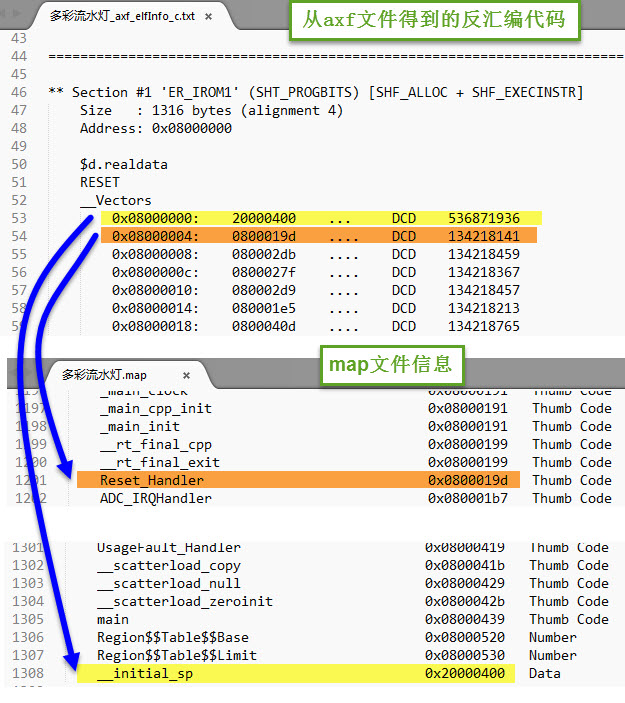 多彩流水灯_axf_elfInfo_c.txt ×
从axf文件得到的反汇编代码
43
44 ========================================================================
45
46 ** Section #1 'ER_IROM1' (SHT_PROGBITS) [SHF_ALLOC + SHF_EXECINSTR]
47 Size : 1316 bytes (alignment 4)
48 Address: 0x08000000
49
50 $d.realdata
51 RESET
52 __Vectors
53 0x08000000: 20000400 ... DCD 536871936
54 0x08000004: 0800019d .... DCD 134218141
55 0x08000008: 080002db .... DCD 134218459
56 0x0800000c: 0800027f .... DCD 134218367
57 0x08000010: 080002d9 .... DCD 134218457
58 0x08000014: 080001e5 .... DCD 134218213
59 0x08000018: 0800040d .... DCD 134218765
多彩流水灯.map ×
map文件信息
_main_clock 0x08000191 Thumb Code
1197 _main_cpp_init 0x08000191 Thumb Code
1198 _main_init 0x08000191 Thumb Code
1199 __rt_final_cpp 0x08000199 Thumb Code
1200 __rt_final_exit 0x08000199 Thumb Code
1201 Reset_Handler 0x0800019d Thumb Code
1202 ADC_IRQHandler 0x080001b7 Thumb Code
1301 UsageFault_Handler 0x08000419 Thumb Code
1302 __scatterload_copy 0x0800041b Thumb Code
1303 __scatterload_null 0x08000429 Thumb Code
1304 __scatterload_zeroinit 0x0800042b Thumb Code
1305 main 0x08000439 Thumb Code
1306 Region$$Table$$Base 0x08000520 Number
1307 Region$$Table$$Limit 0x08000530 Number
1308 __initial_sp 0x20000400 Data